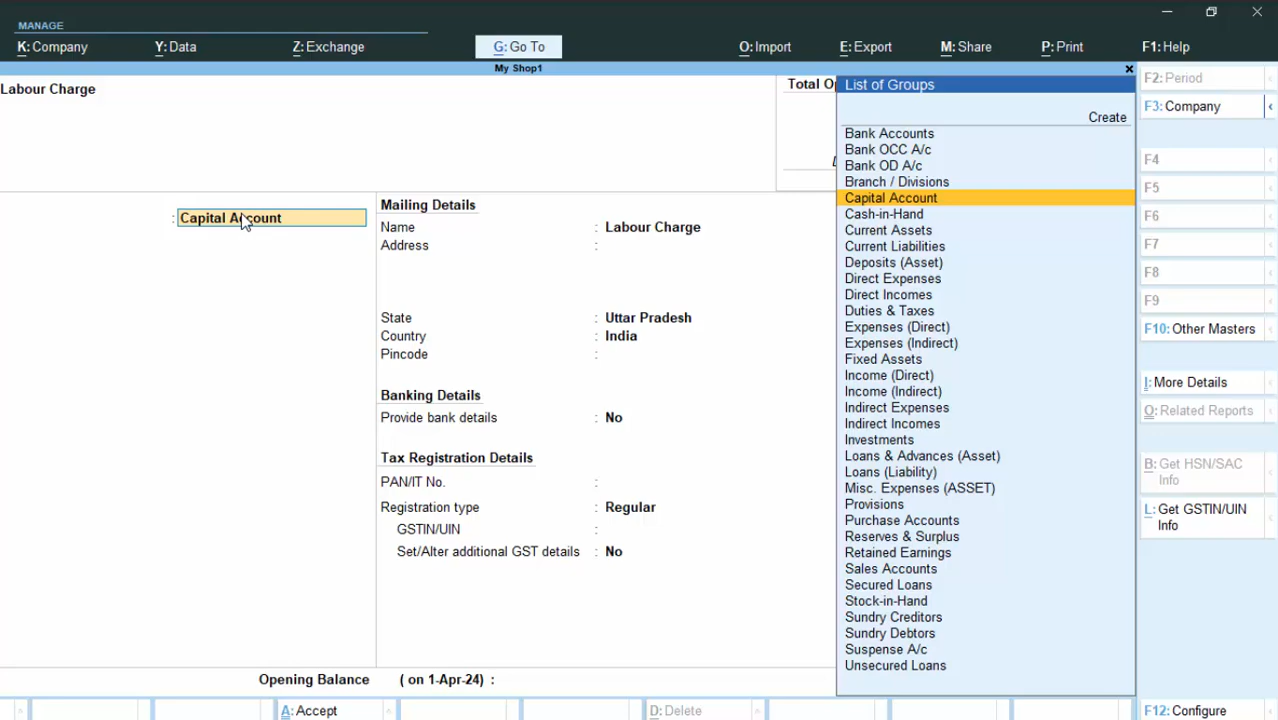 MANAGE
K: Company
Y: Data
Z: Exchange
G: Go To
O: Import
E: Export
M: Share
P: Print
F1: Help
My Shop1
Labour Charge
Total Op
: Capital Account
Mailing Details
Name : Labour Charge
Address :
State : Uttar Pradesh
Country : India
Pincode :
Banking Details
Provide bank details : No
Tax Registration Details
PAN/IT No. :
Registration type : Regular
GSTIN/UIN :
Set/Alter additional GST details : No
Opening Balance ( on 1-Apr-24) :
List of Groups
Create
Bank Accounts
Bank OCC A/c
Bank OD A/c
Branch / Divisions
Capital Account
Cash-in-Hand
Current Assets
Current Liabilities
Deposits (Asset)
Direct Expenses
Direct Incomes
Duties & Taxes
Expenses (Direct)
Expenses (Indirect)
Fixed Assets
Income (Direct)
Income (Indirect)
Indirect Expenses
Indirect Incomes
Investments
Loans & Advances (Asset)
Loans (Liability)
Misc. Expenses (ASSET)
Provisions
Purchase Accounts
Reserves & Surplus
Retained Earnings
Sales Accounts
Secured Loans
Stock-in-Hand
Sundry Creditors
Sundry Debtors
Suspense A/c
Unsecured Loans
F2: Period
F3: Company
F4
F5
F6
F7
F8
F9
F10: Other Masters
I: More Details
O: Related Reports
B: Get HSN/SAC
Info
L: Get GSTIN/UIN
Info
A: Accept
D: Delete
F12: Configure